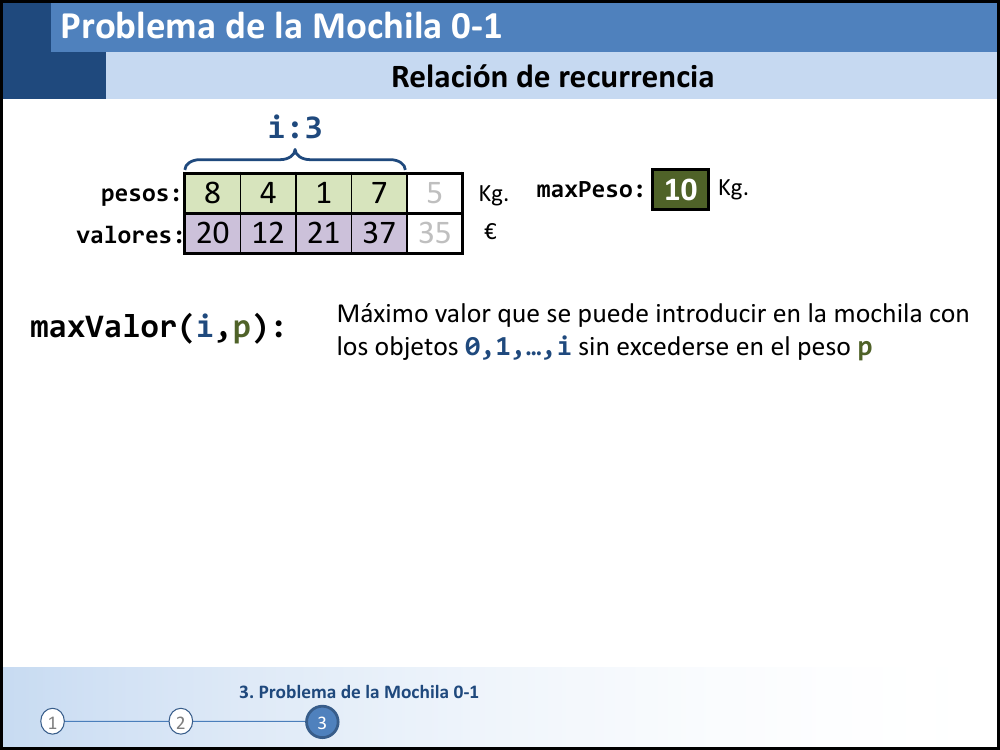 Problema de la Mochila 0-1
Relación de recurrencia
i:3
pesos: 8 4 1 7 5 Kg. maxPeso: 10 Kg.
valores: 20 12 21 37 35 €
maxValor(i,p):
Máximo valor que se puede introducir en la mochila con
los objetos 0,1,…,i sin excederse en el peso p
3. Problema de la Mochila 0-1
1 2 3